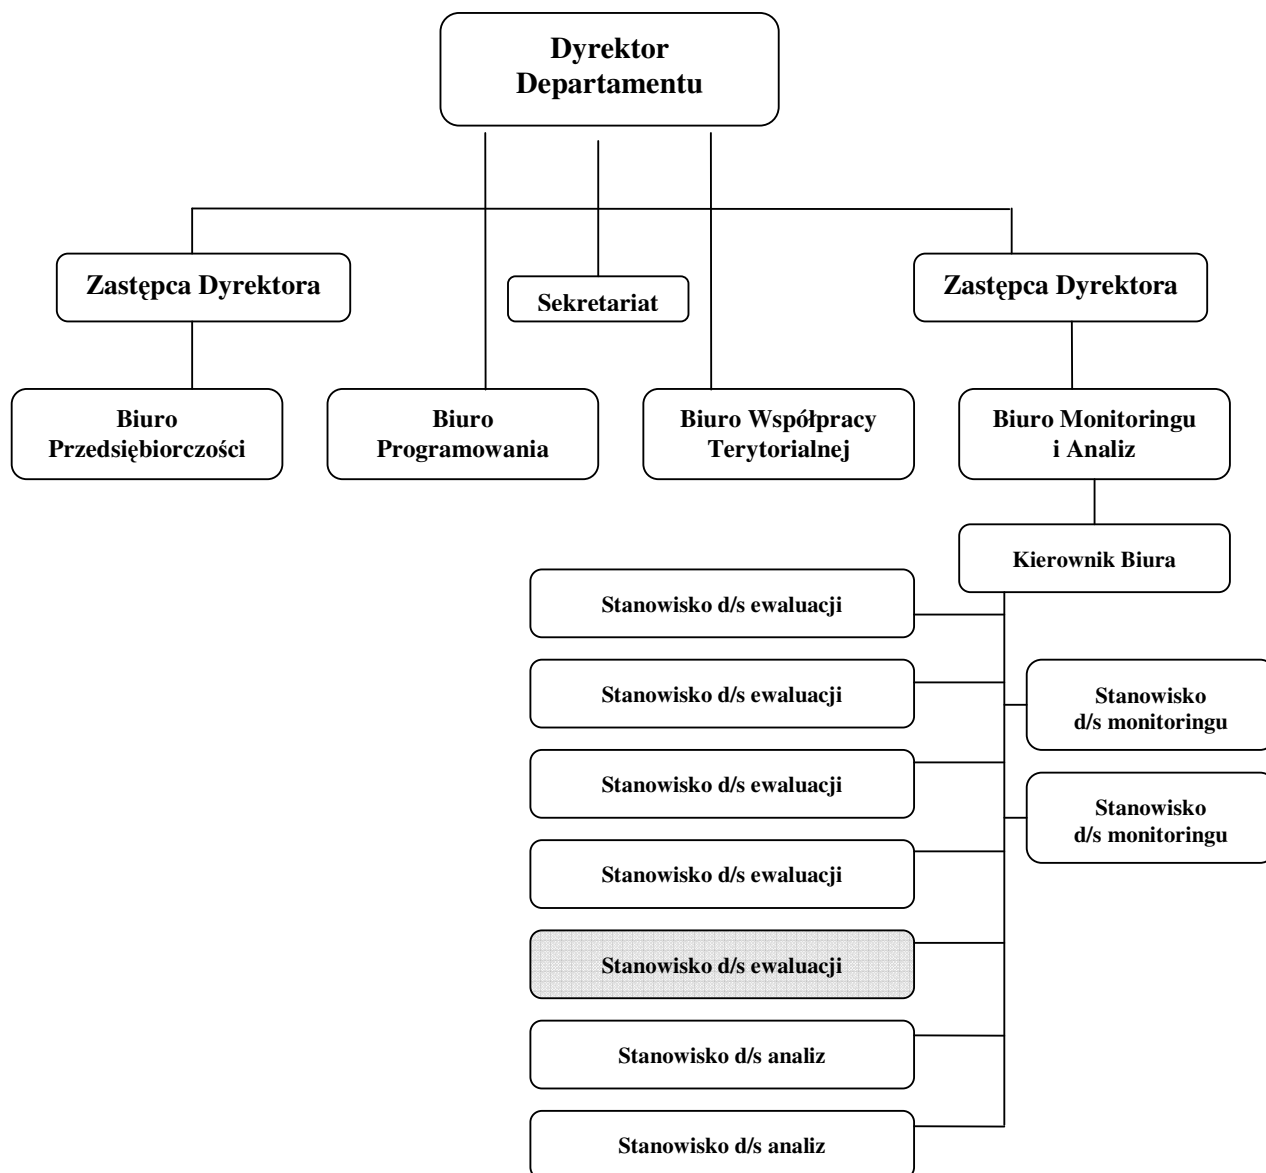 Dyrektor
Departamentu
Zastępca Dyrektora
Sekretariat
Zastępca Dyrektora
Biuro
Przedsiębiorczości
Biuro
Programowania
Biuro Współpracy
Terytorialnej
Biuro Monitoringu
i Analiz
Kierownik Biura
Stanowisko d/s ewaluacji
Stanowisko d/s ewaluacji
Stanowisko
d/s monitoringu
Stanowisko d/s ewaluacji
Stanowisko
d/s monitoringu
Stanowisko d/s ewaluacji
Stanowisko d/s ewaluacji
Stanowisko d/s analiz
Stanowisko d/s analiz